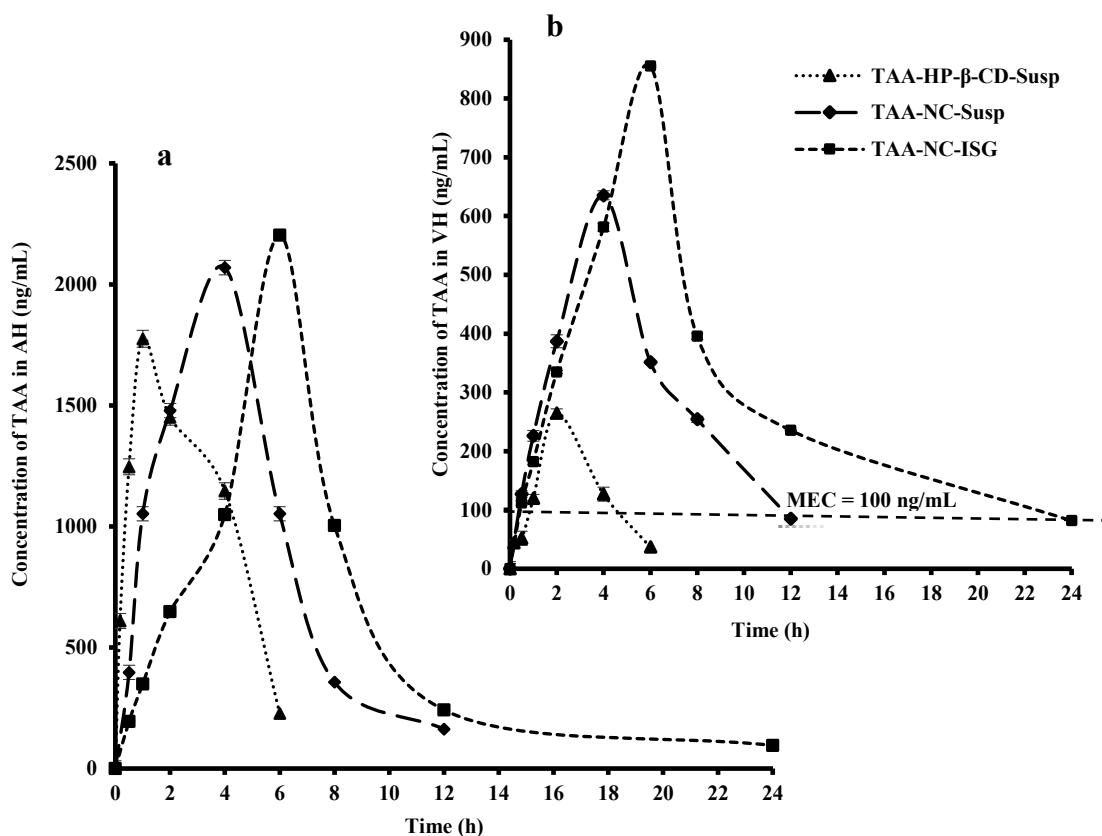 a
Concentration of TAA in AH (ng/mL)
2500
2000
1500
1000
500
0
0 2 4 6 8 10 12 14 16 18 20 22 24
Time (h)
b
Concentration of TAA in VH (ng/mL)
900
800
700
600
500
400
300
200
100
0
0 2 4 6 8 10 12 14 16 18 20 22 24
Time (h)
MEC = 100 ng/mL
TAA-HP-β-CD-Susp
TAA-NC-Susp
TAA-NC-ISG